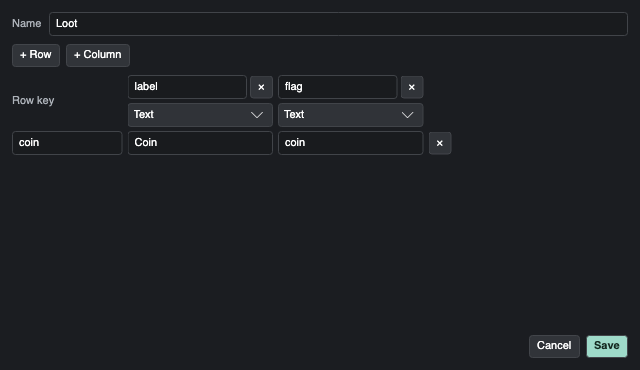 Name Loot
+ Row + Column
label × flag ×
Row key
Text Text
coin Coin coin ×
Cancel Save